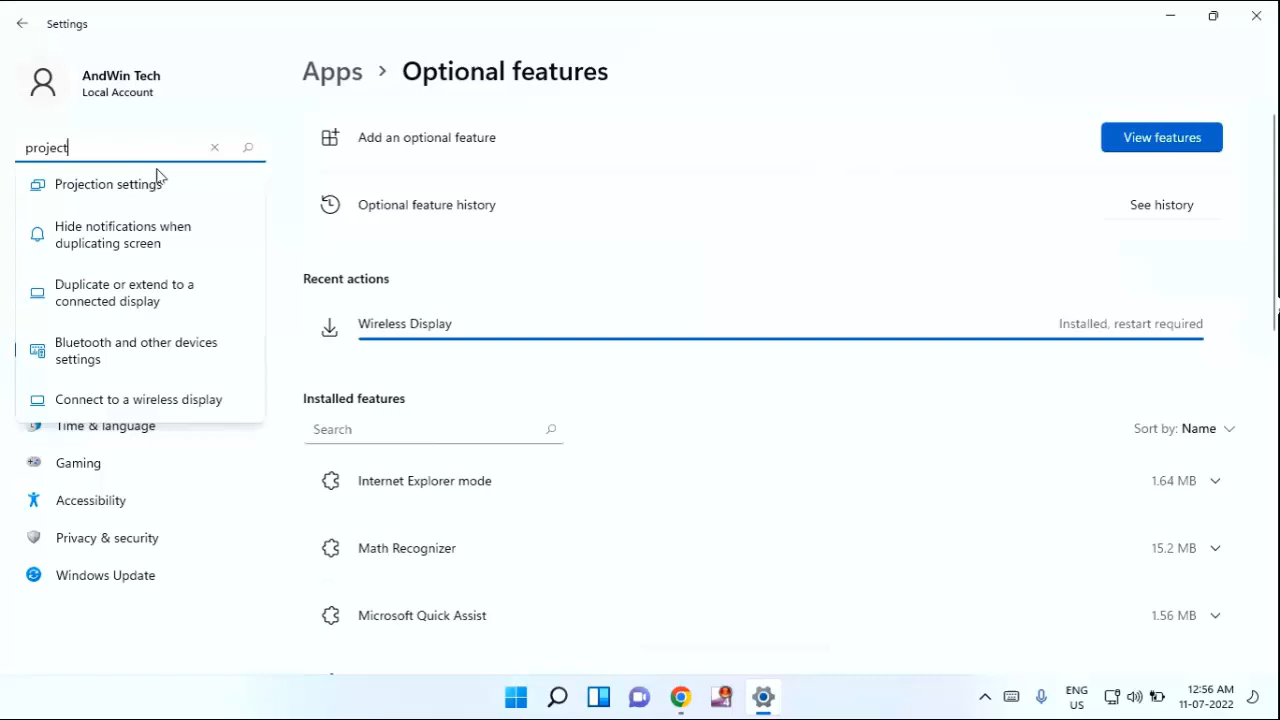 Settings
AndWin Tech
Local Account
project
Projection settings
Hide notifications when
duplicating screen
Duplicate or extend to a
connected display
Bluetooth and other devices
settings
Connect to a wireless display
Time & language
Gaming
Accessibility
Privacy & security
Windows Update
Apps > Optional features
Add an optional feature
View features
Optional feature history
See history
Recent actions
Wireless Display
Installed, restart required
Installed features
Search
Sort by: Name
Internet Explorer mode
1.64 MB
Math Recognizer
15.2 MB
Microsoft Quick Assist
1.56 MB
ENG
US
12:56 AM
11-07-2022